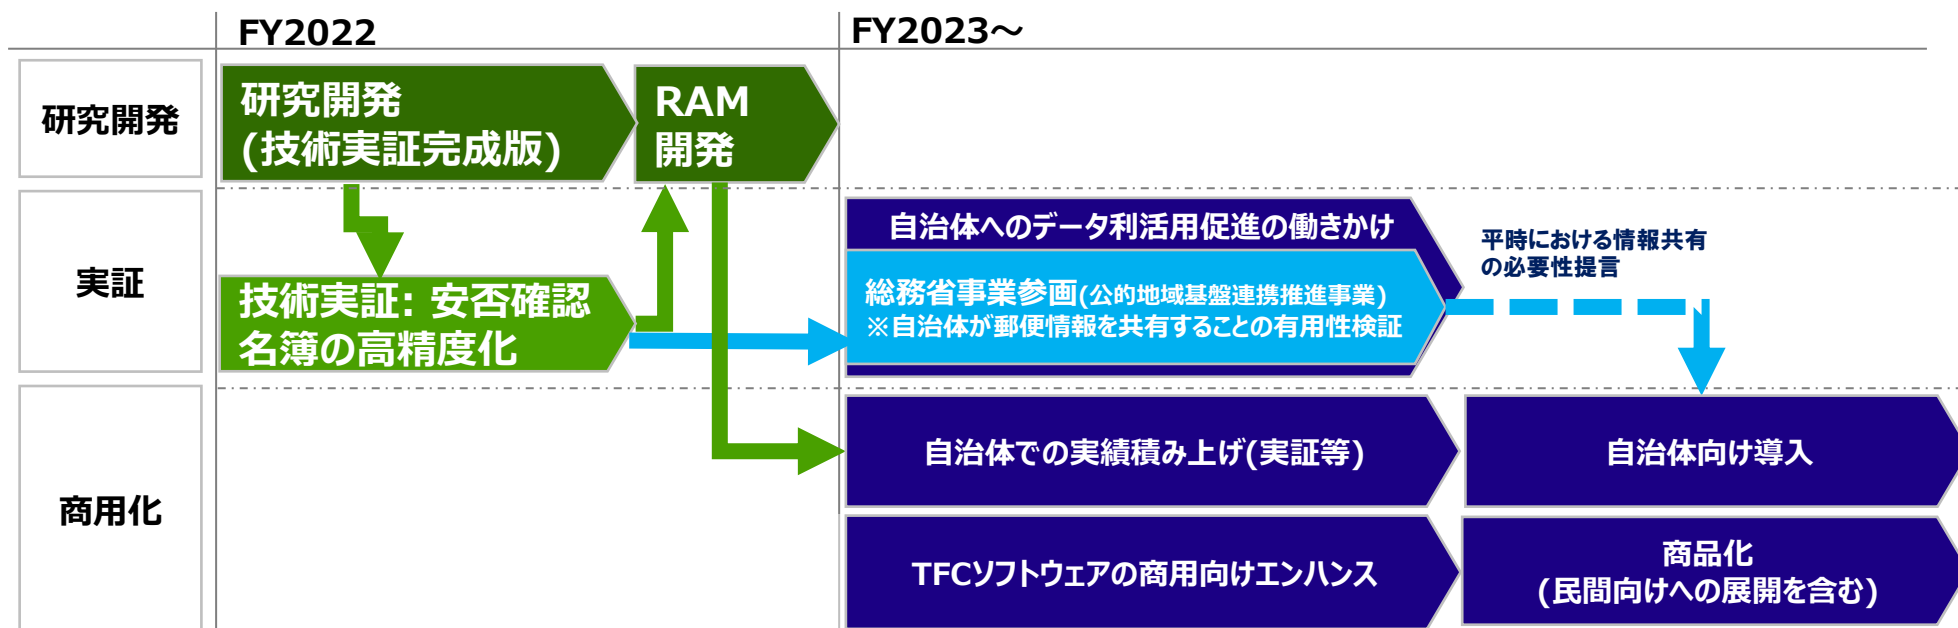 FY2022
FY2023～
研究開発
研究開発
(技術実証完成版)
RAM
開発
実証
技術実証: 安否確認
名簿の高精度化
自治体へのデータ利活用促進の働きかけ
総務省事業参画(公的地域基盤連携推進事業)
※自治体が郵便情報を共有することの有用性検証
平時における情報共有
の必要性提言
商用化
自治体での実績積み上げ(実証等)
自治体向け導入
TFCソフトウェアの商用向けエンハンス
商品化
(民間向けへの展開を含む)